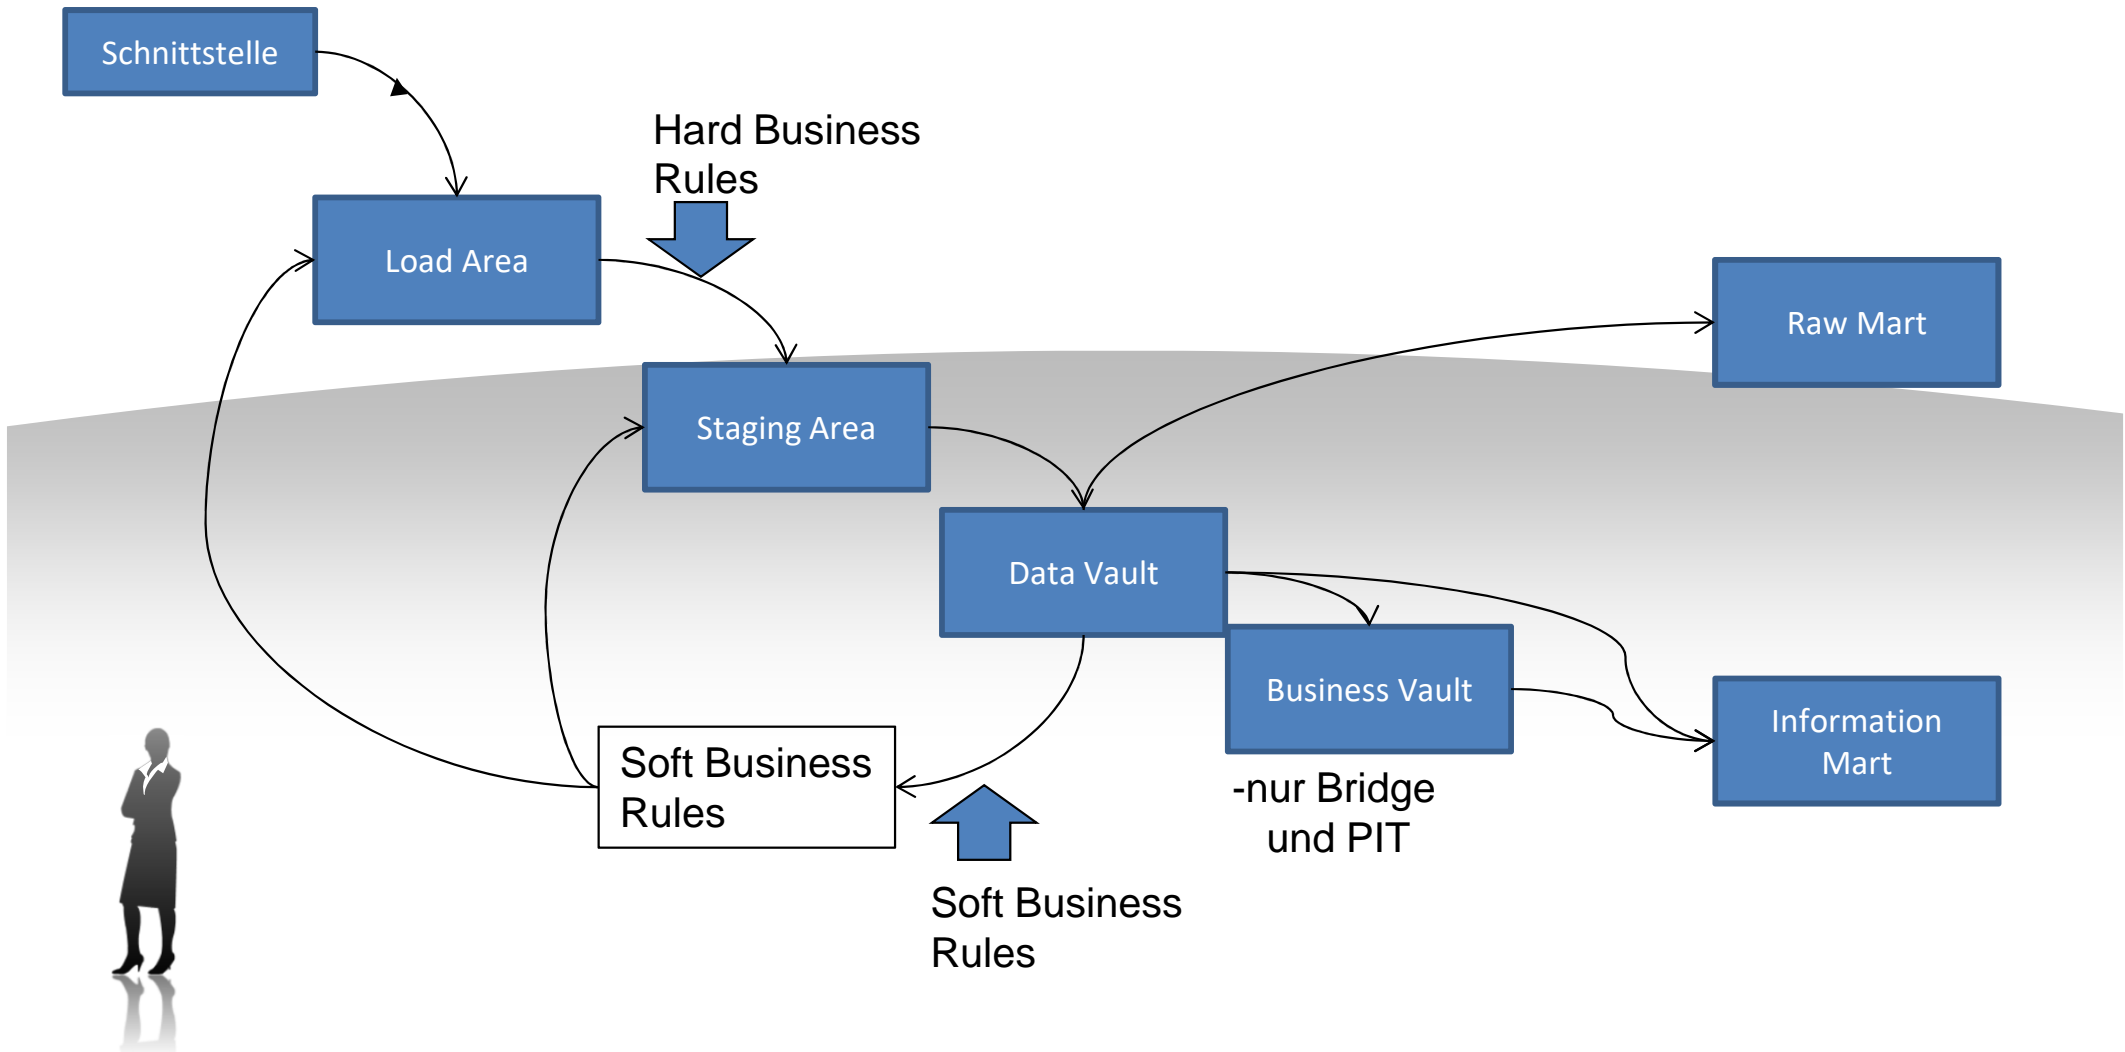 Schnittstelle
Hard Business
Rules
Load Area
Raw Mart
Staging Area
Data Vault
Business Vault
Information
Mart
Soft Business
Rules
-nur Bridge
und PIT
Soft Business
Rules